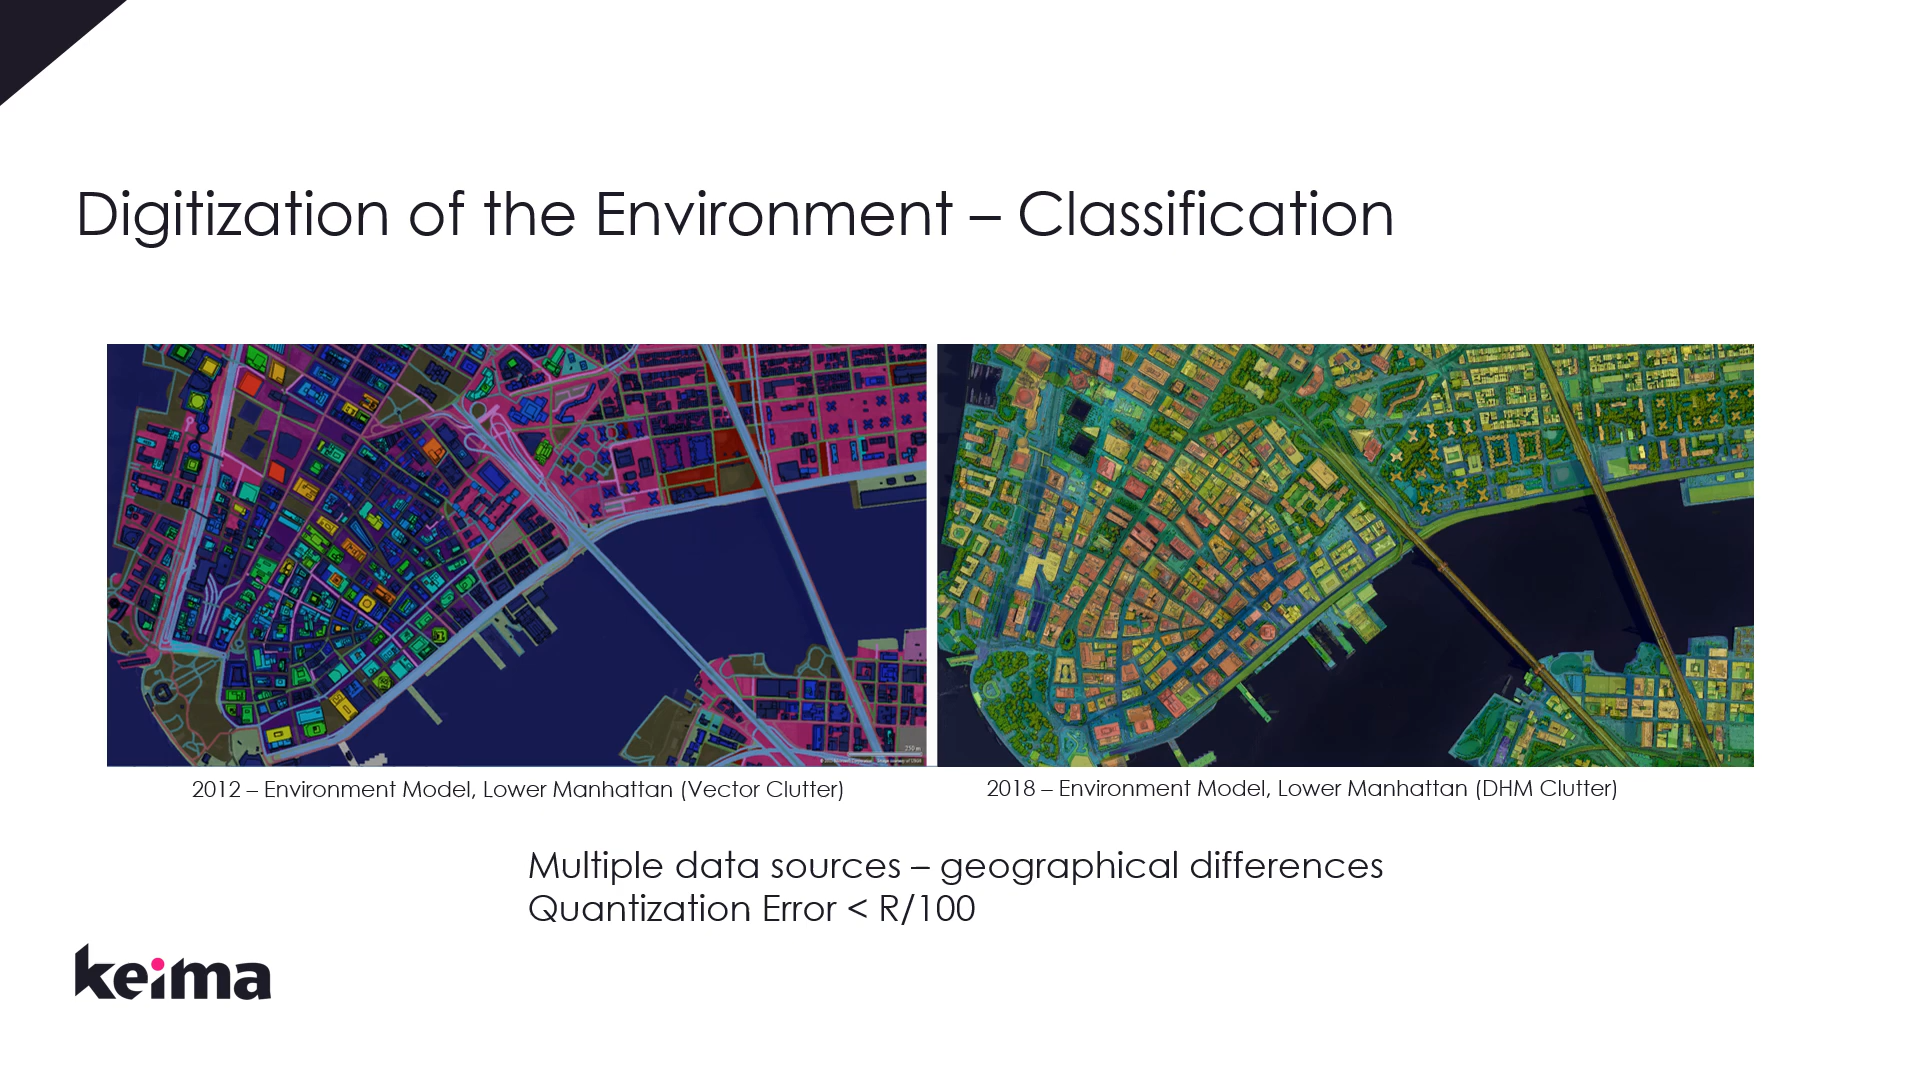 Digitization of the Environment – Classification
250 m
2012 – Environment Model, Lower Manhattan (Vector Clutter)
2018 – Environment Model, Lower Manhattan (DHM Clutter)
Multiple data sources – geographical differences
Quantization Error < R/100
keima